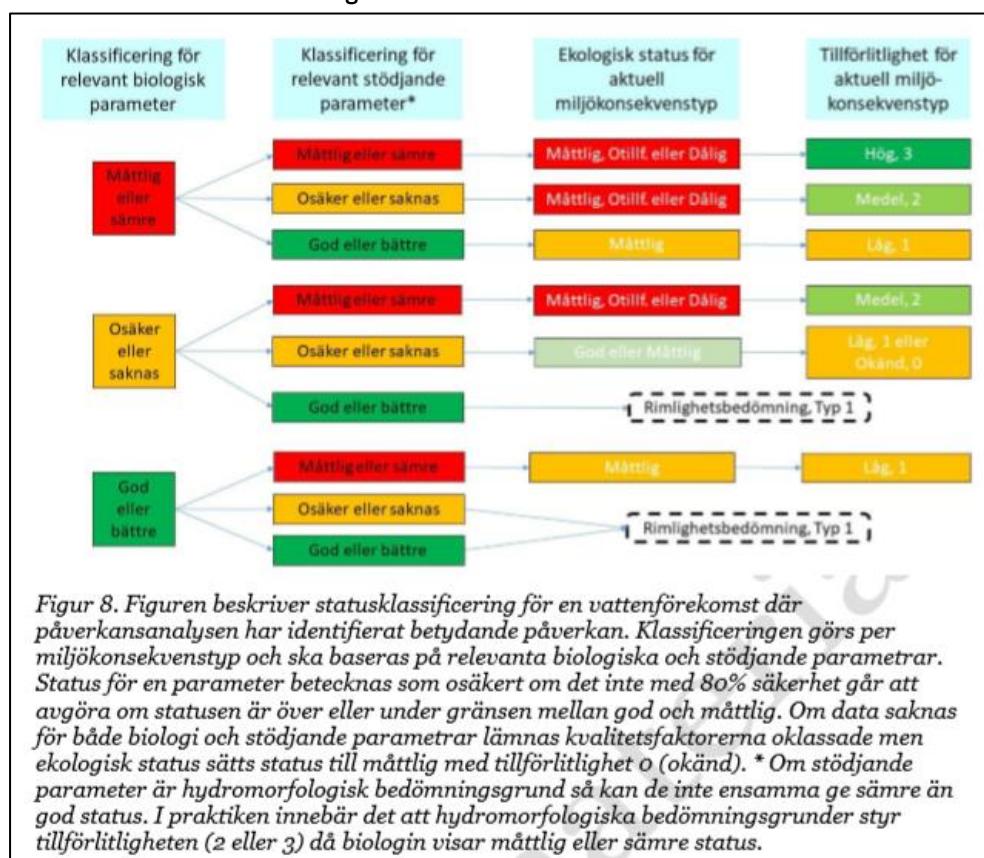 Klassificering för
relevant biologisk
parameter
Klassificering för
relevant stödjande
parameter*
Ekologisk status för
aktuell
miljökonsekvenstyp
Tillförlitlighet för
aktuell miljö-
konsekvenstyp
Måttlig
eller
sämre
Måttlig eller sämre
Måttlig, Otillf. eller Dålig
Hög, 3
Osäker eller saknas
Måttlig, Otillf. eller Dålig
Medel, 2
God eller bättre
Måttlig
Låg, 1
Osäker
eller
saknas
Måttlig eller sämre
Måttlig, Otillf. eller Dålig
Medel, 2
Osäker eller saknas
God eller Måttlig
Låg, 1 eller
Okänd, 0
God eller bättre
Rimlighetsbedömning, Typ 1
God
eller
bättre
Måttlig eller sämre
Måttlig
Låg, 1
Osäker eller saknas
God eller bättre
Rimlighetsbedömning, Typ 1
Figur 8. Figuren beskriver statusklassificering för en vattenförekomst där
påverkansanalysen har identifierat betydande påverkan. Klassificeringen görs per
miljökonsekvenstyp och ska baseras på relevanta biologiska och stödjande parametrar.
Status för en parameter betecknas som osäkert om det inte med 80% säkerhet går att
avgöra om statusen är över eller under gränsen mellan god och måttlig. Om data saknas
för både biologi och stödjande parametrar lämnas kvalitetsfaktorerna oklassade men
ekologisk status sätts status till måttlig med tillförlitlighet 0 (okänd). * Om stödjande
parameter är hydromorfologisk bedömningsgrund så kan de inte ensamma ge sämre än
god status. I praktiken innebär det att hydromorfologiska bedömningsgrunder styr
tillförlitligheten (2 eller 3) då biologin visar måttlig eller sämre status.